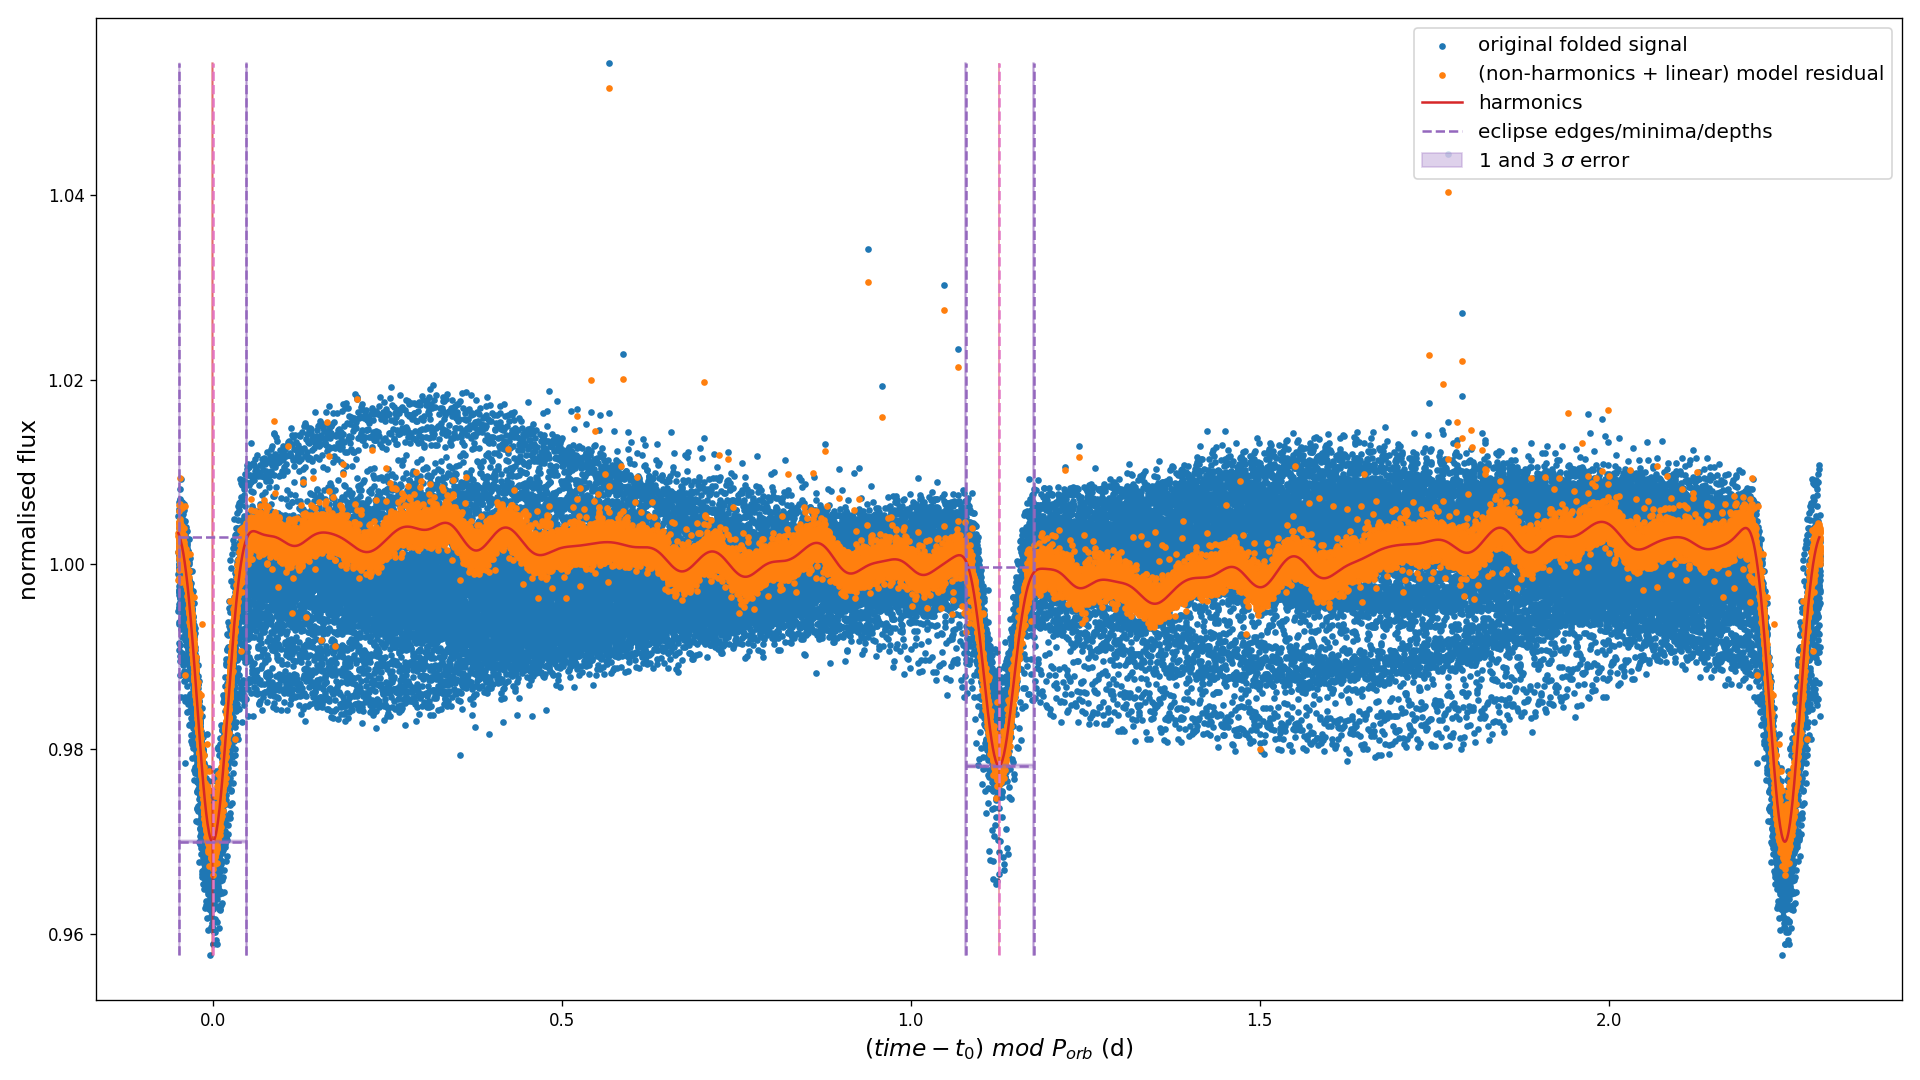 original folded signal
(non-harmonics + linear) model residual
harmonics
eclipse edges/minima/depths
1 and 3 σ error
normalised flux
1.04
1.02
1.00
0.98
0.96
0.0 0.5 1.0 1.5 2.0
(time − t₀) mod Pₒᵣb (d)